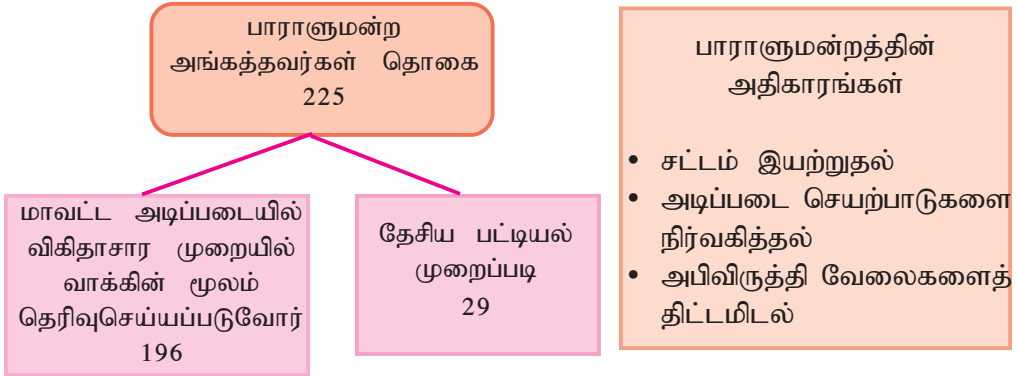 பாராளுமன்ற
அங்கத்தவர்கள் தொகை
225
மாவட்ட அடிப்படையில்
விகிதாசார முறையில்
வாக்கின் மூலம்
தெரிவுசெய்யப்படுவோர்
196
தேசிய பட்டியல்
முறைப்படி
29
பாராளுமன்றத்தின்
அதிகாரங்கள்
• சட்டம் இயற்றுதல்
• அடிப்படை செயற்பாடுகளை
நிர்வகித்தல்
• அபிவிருத்தி வேலைகளைத்
திட்டமிடல்